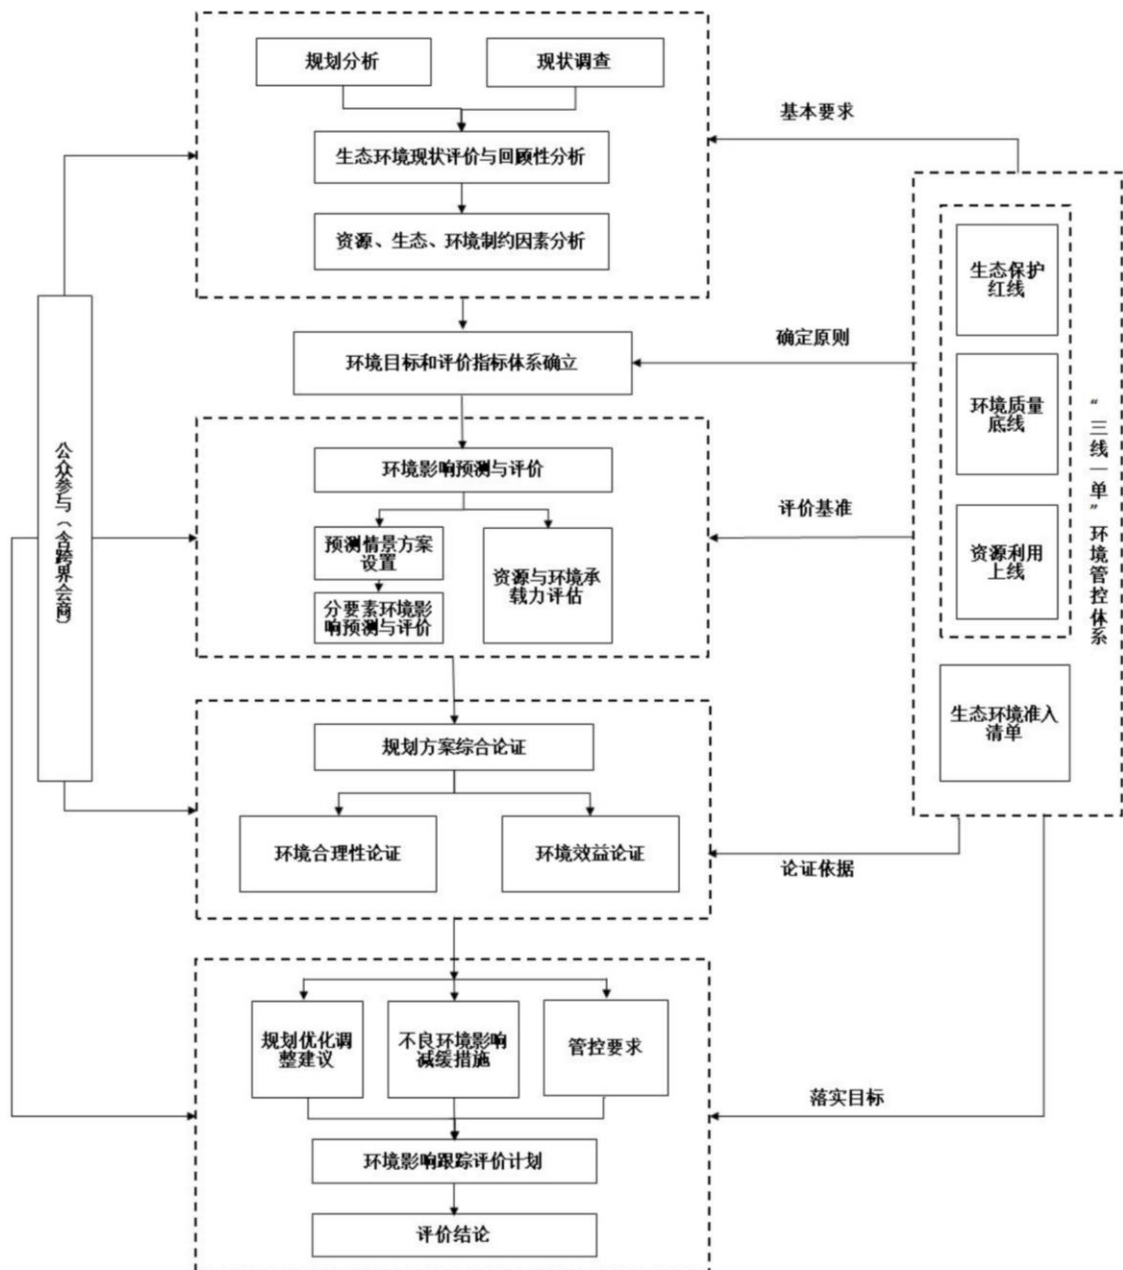 规划分析
现状调查
基本要求
生态环境现状评价与回顾性分析
资源、生态、环境制约因素分析
生态保护
红线
确定原则
环境目标和评价指标体系确立
环境质量
底线
“三线一单”环境管控体系
公众参与（含跨界会商）
环境影响预测与评价
评价基准
预测情景方案
设置
资源与环境承
载力评估
分要素环境影
响预测与评价
资源利用
上线
生态环境准入
清单
规划方案综合论证
环境合理性论证
环境效益论证
论证依据
规划优化调
整建议
不良环境影响
减缓措施
管控要求
落实目标
环境影响跟踪评价计划
评价结论